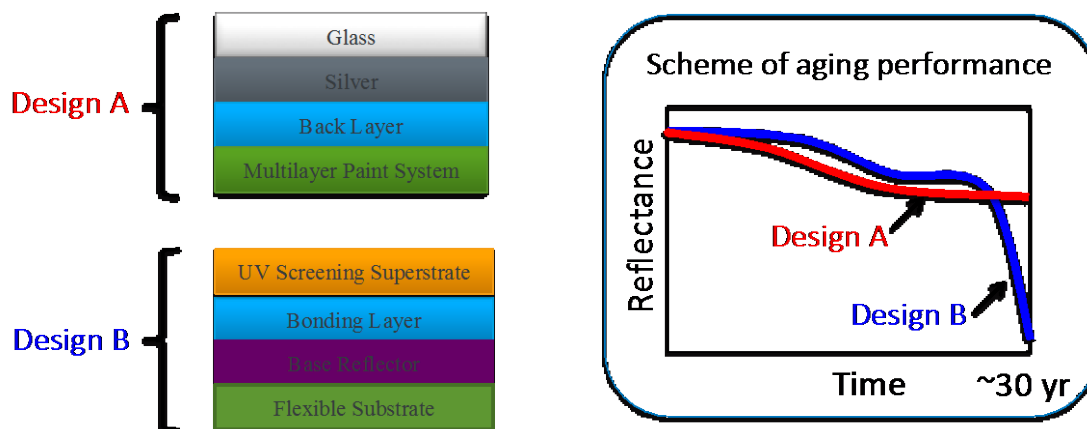 Design A
Glass
Silver
Back Layer
Multilayer Paint System
Design B
UV Screening Superstrate
Bonding Layer
Base Reflector
Flexible Substrate
Scheme of aging performance
Reflectance
Design A
Design B
Time ~30 yr